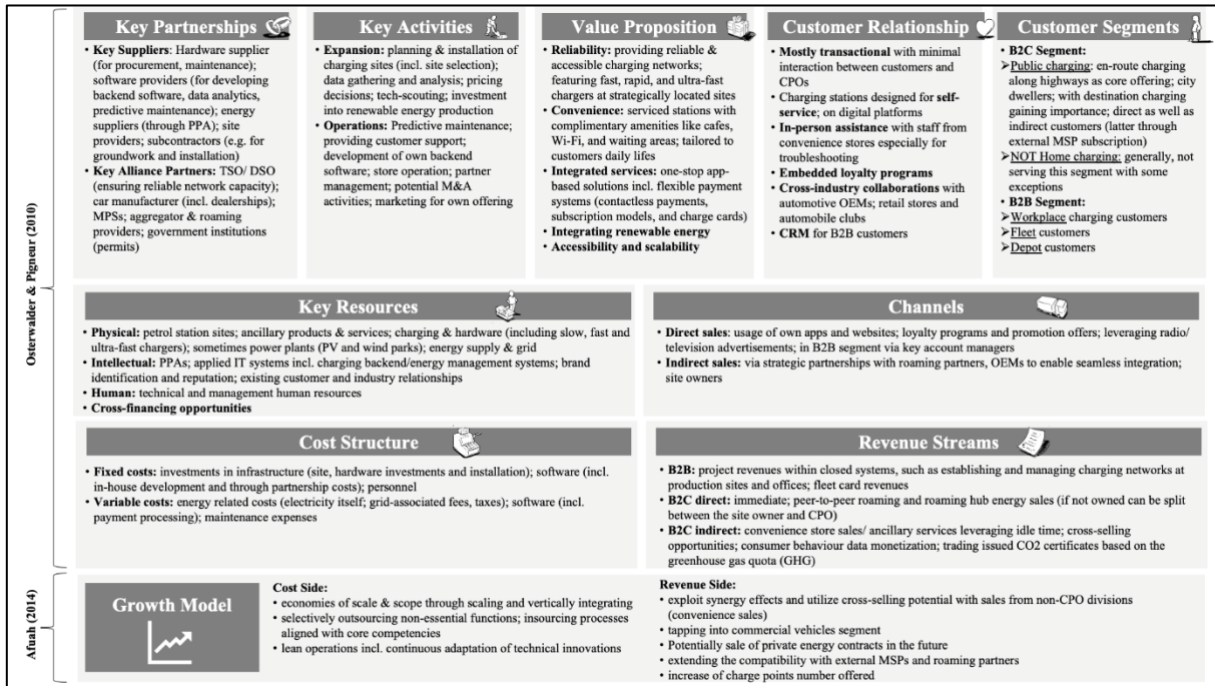 Osterwalder & Pigneur (2010)
Key Partnerships
• Key Suppliers: Hardware supplier
(for procurement, maintenance);
software providers (for developing
backend software, data analytics,
predictive maintenance); energy
suppliers (through PPA); site
providers; subcontractors (e.g. for
groundwork and installation)
• Key Alliance Partners: TSO/ DSO
(ensuring reliable network capacity);
car manufacturer (incl. dealerships);
MPSs; aggregator & roaming
providers; government institutions
(permits)
Key Activities
• Expansion: planning & installation of
charging sites (incl. site selection);
data gathering and analysis; pricing
decisions; tech-scouting; investment
into renewable energy production
• Operations: Predictive maintenance;
providing customer support;
development of own backend
software; store operation; partner
management; potential M&A
activities; marketing for own offering
Value Proposition
• Reliability: providing reliable &
accessible charging networks;
featuring fast, rapid, and ultra-fast
chargers at strategically located sites
• Convenience: serviced stations with
complimentary amenities like cafes,
Wi-Fi, and waiting areas; tailored to
customers daily lifes
• Integrated services: one-stop app-
based solutions incl. flexible payment
systems (contactless payments,
subscription models, and charge cards)
• Integrating renewable energy
• Accessibility and scalability
Customer Relationship
• Mostly transactional with minimal
interaction between customers and
CPOs
• Charging stations designed for self-
service; on digital platforms
• In-person assistance with staff from
convenience stores especially for
troubleshooting
• Embedded loyalty programs
• Cross-industry collaborations with
automotive OEMs; retail stores and
automobile clubs
• CRM for B2B customers
Customer Segments
• B2C Segment:
➢Public charging: en-route charging
along highways as core offering; city
dwellers; with destination charging
gaining importance; direct as well as
indirect customers (latter through
external MSP subscription)
➢NOT Home charging: generally, not
serving this segment with some
exceptions
• B2B Segment:
➢Workplace charging customers
➢Fleet customers
➢Depot customers
Key Resources
• Physical: petrol station sites; ancillary products & services; charging & hardware (including slow, fast and
ultra-fast chargers); sometimes power plants (PV and wind parks); energy supply & grid
• Intellectual: PPAs; applied IT systems incl. charging backend/energy management systems; brand
identification and reputation; existing customer and industry relationships
• Human: technical and management human resources
• Cross-financing opportunities
Channels
• Direct sales: usage of own apps and websites; loyalty programs and promotion offers; leveraging radio/
television advertisements; in B2B segment via key account managers
• Indirect sales: via strategic partnerships with roaming partners, OEMs to enable seamless integration;
site owners
Cost Structure
• Fixed costs: investments in infrastructure (site, hardware investments and installation); software (incl.
in-house development and through partnership costs); personnel
• Variable costs: energy related costs (electricity itself; grid-associated fees, taxes); software (incl.
payment processing); maintenance expenses
Revenue Streams
• B2B: project revenues within closed systems, such as establishing and managing charging networks at
production sites and offices; fleet card revenues
• B2C direct: immediate; peer-to-peer roaming and roaming hub energy sales (if not owned can be split
between the site owner and CPO)
• B2C indirect: convenience store sales/ ancillary services leveraging idle time; cross-selling
opportunities; consumer behaviour data monetization; trading issued CO2 certificates based on the
greenhouse gas quota (GHG)
Afuah (2014)
Growth Model
Cost Side:
• economies of scale & scope through scaling and vertically integrating
• selectively outsourcing non-essential functions; insourcing processes
aligned with core competencies
• lean operations incl. continuous adaptation of technical innovations
Revenue Side:
• exploit synergy effects and utilize cross-selling potential with sales from non-CPO divisions
(convenience sales)
• tapping into commercial vehicles segment
• Potentially sale of private energy contracts in the future
• extending the compatibility with external MSPs and roaming partners
• increase of charge points number offered